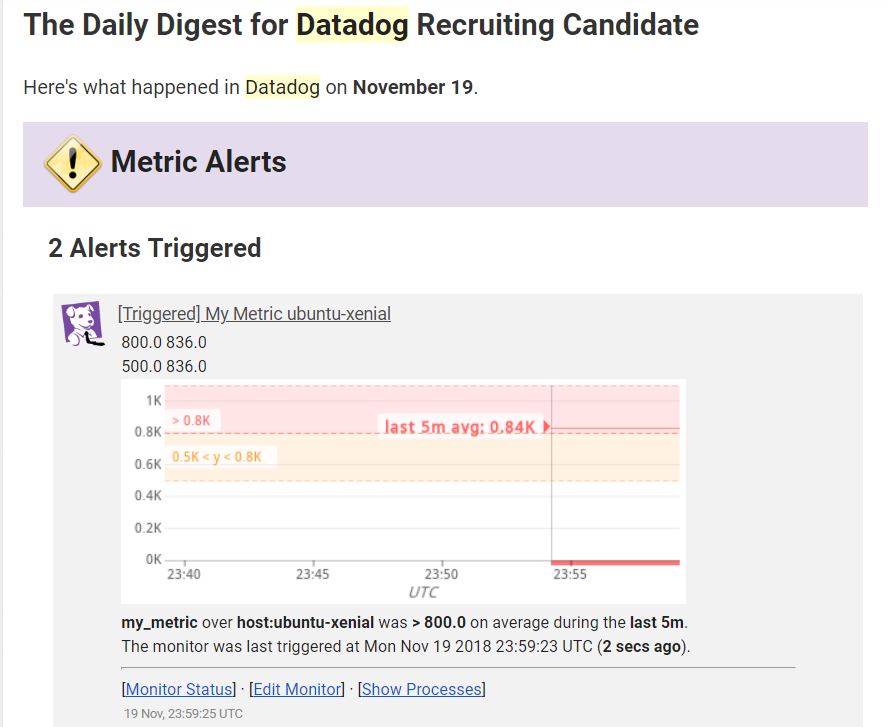 The Daily Digest for Datadog Recruiting Candidate
Here's what happened in Datadog on November 19.
Metric Alerts
2 Alerts Triggered
[Triggered] My Metric ubuntu-xenial
800.0 836.0
500.0 836.0
1K
> 0.8K
last 5m avg: 0.84K
0.8K
0.5K < y < 0.8K
0.6K
0.4K
0.2K
0K
23:40 23:45 23:50 23:55
UTC
my_metric over host:ubuntu-xenial was > 800.0 on average during the last 5m.
The monitor was last triggered at Mon Nov 19 2018 23:59:23 UTC (2 secs ago).
[Monitor Status] · [Edit Monitor] · [Show Processes]
19 Nov, 23:59:25 UTC